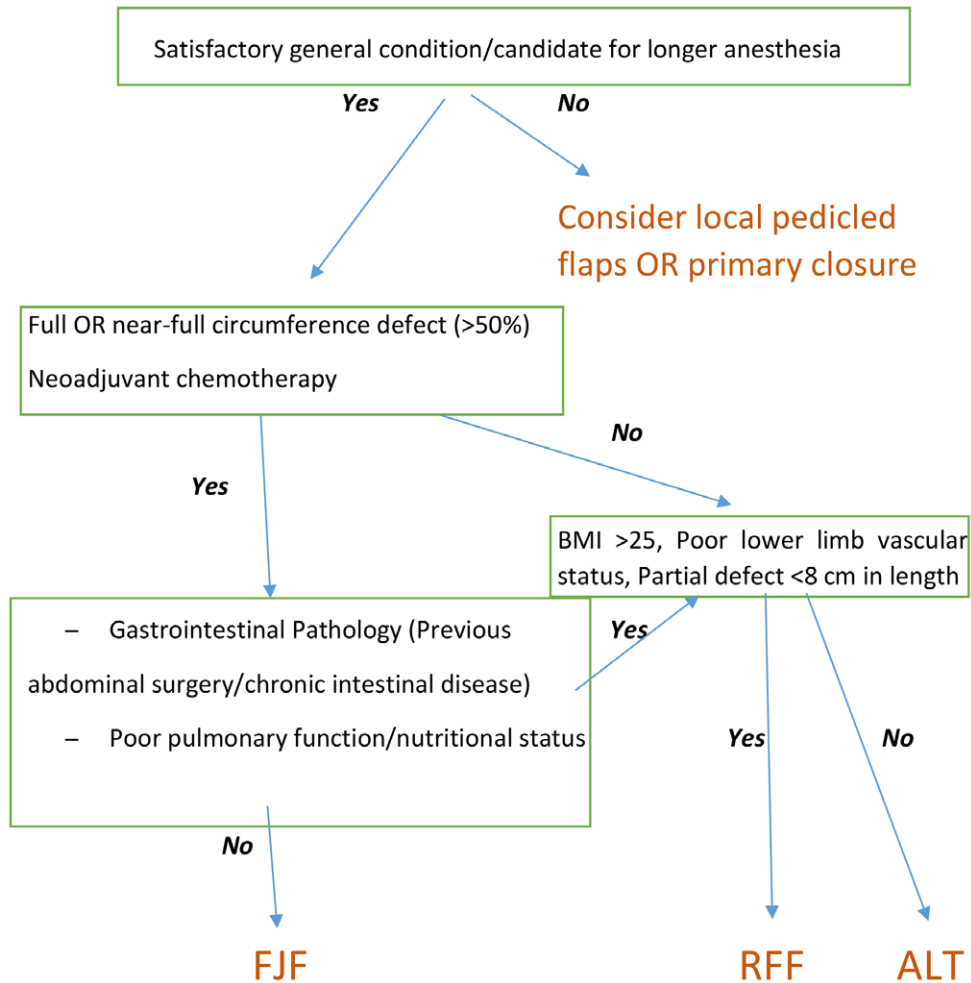 Satisfactory general condition/candidate for longer anesthesia
Yes
No
Consider local pedicled
flaps OR primary closure
Full OR near-full circumference defect (>50%)
Neoadjuvant chemotherapy
No
Yes
BMI >25, Poor lower limb vascular
status, Partial defect <8 cm in length
– Gastrointestinal Pathology (Previous
abdominal surgery/chronic intestinal disease)
– Poor pulmonary function/nutritional status
Yes
Yes
No
No
FJF
RFF
ALT